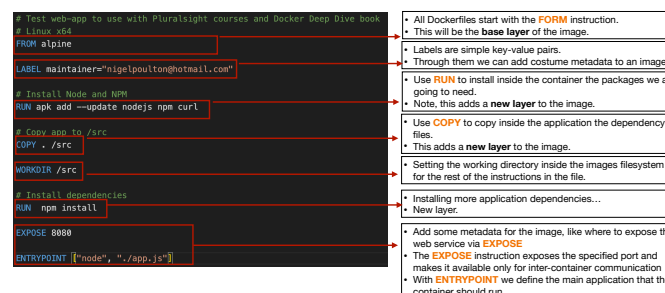 # Test web-app to use with Pluralsight courses and Docker Deep Dive book
# Linux x64
FROM alpine
LABEL maintainer="nigelpoulton@hotmail.com"
# Install Node and NPM
RUN apk add --update nodejs npm curl
# Copy app to /src
COPY . /src
WORKDIR /src
# Install dependencies
RUN  npm install
EXPOSE 8080
ENTRYPOINT ["node", "./app.js"]
• All Dockerfiles start with the FORM instruction.
• This will be the base layer of the image.
• Labels are simple key-value pairs.
• Through them we can add costume metadata to an image
• Use RUN to install inside the container the packages we
going to need.
• Note, this adds a new layer to the image.
• Use COPY to copy inside the application the dependency
files.
• This adds a new layer to the image.
• Setting the working directory inside the images filesystem
for the rest of the instructions in the file.
• Installing more application dependencies…
• New layer.
• Add some metadata for the image, like where to expose
web service via EXPOSE
• The EXPOSE instruction exposes the specified port and
makes it available only for inter-container communication
• With ENTRYPOINT we define the main application that
container should run